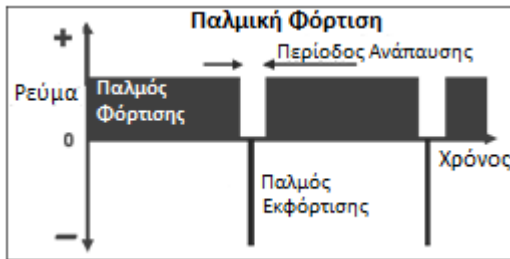 Παλμική Φόρτιση
+
Περίοδος Ανάπαυσης
Ρεύμα
Παλμός
Φόρτισης
0
Χρόνος
Παλμός
Εκφόρτισης
−